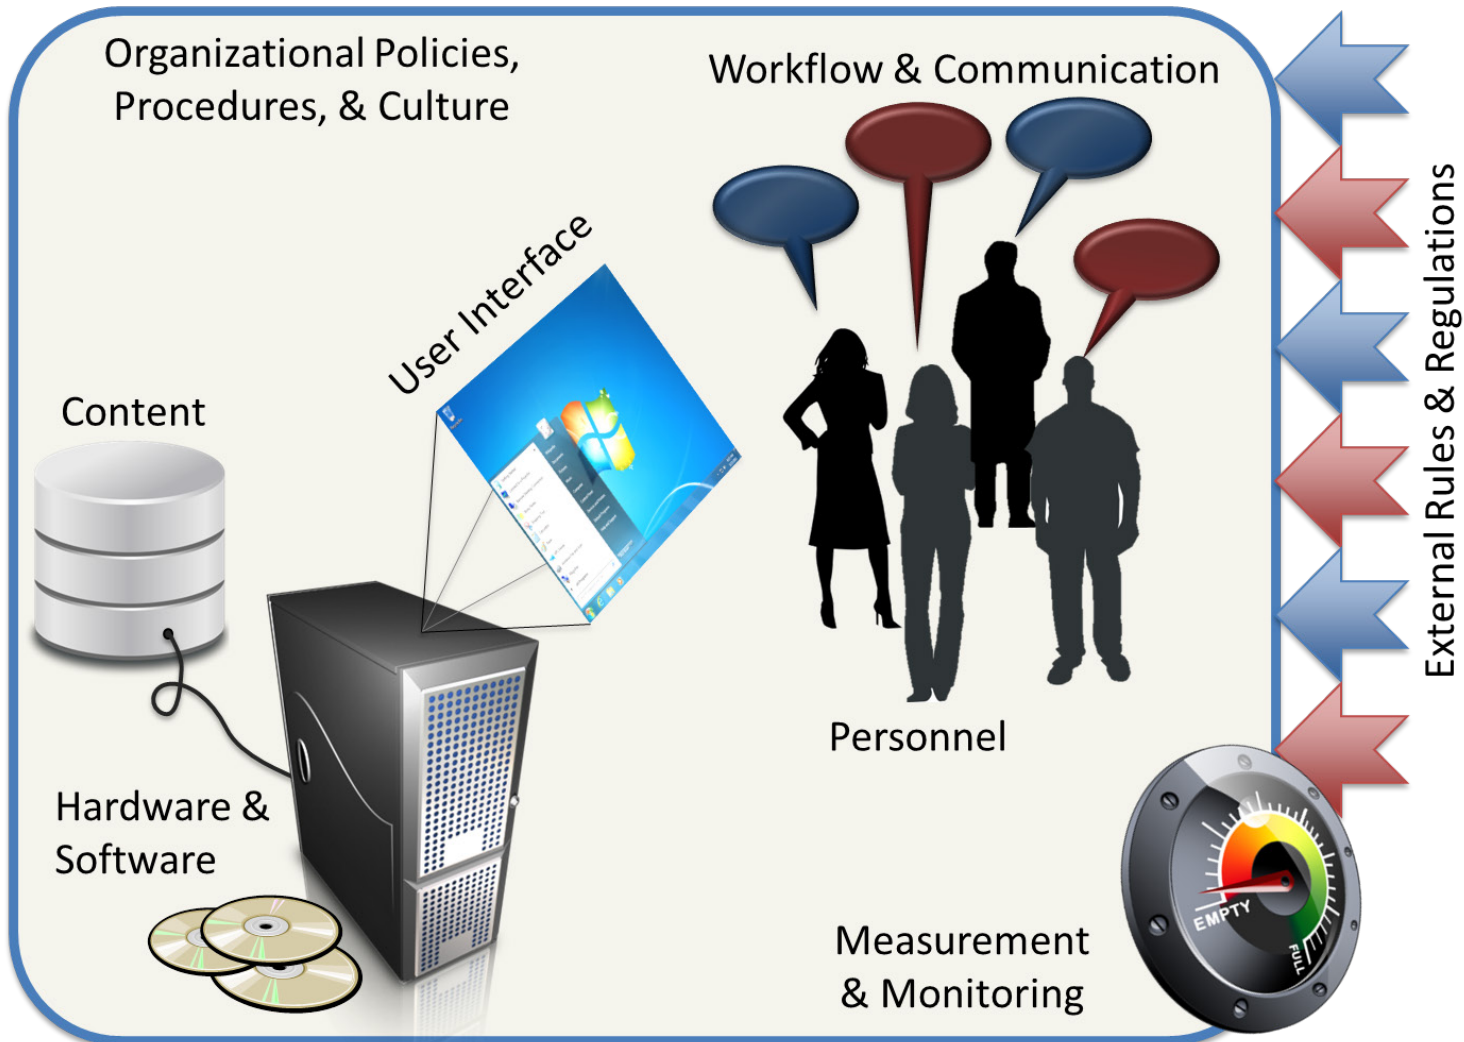 Organizational Policies,
Procedures, & Culture
Workflow & Communication
User Interface
Content
External Rules & Regulations
Personnel
Hardware &
Software
EMPTY
FULL
Measurement
& Monitoring